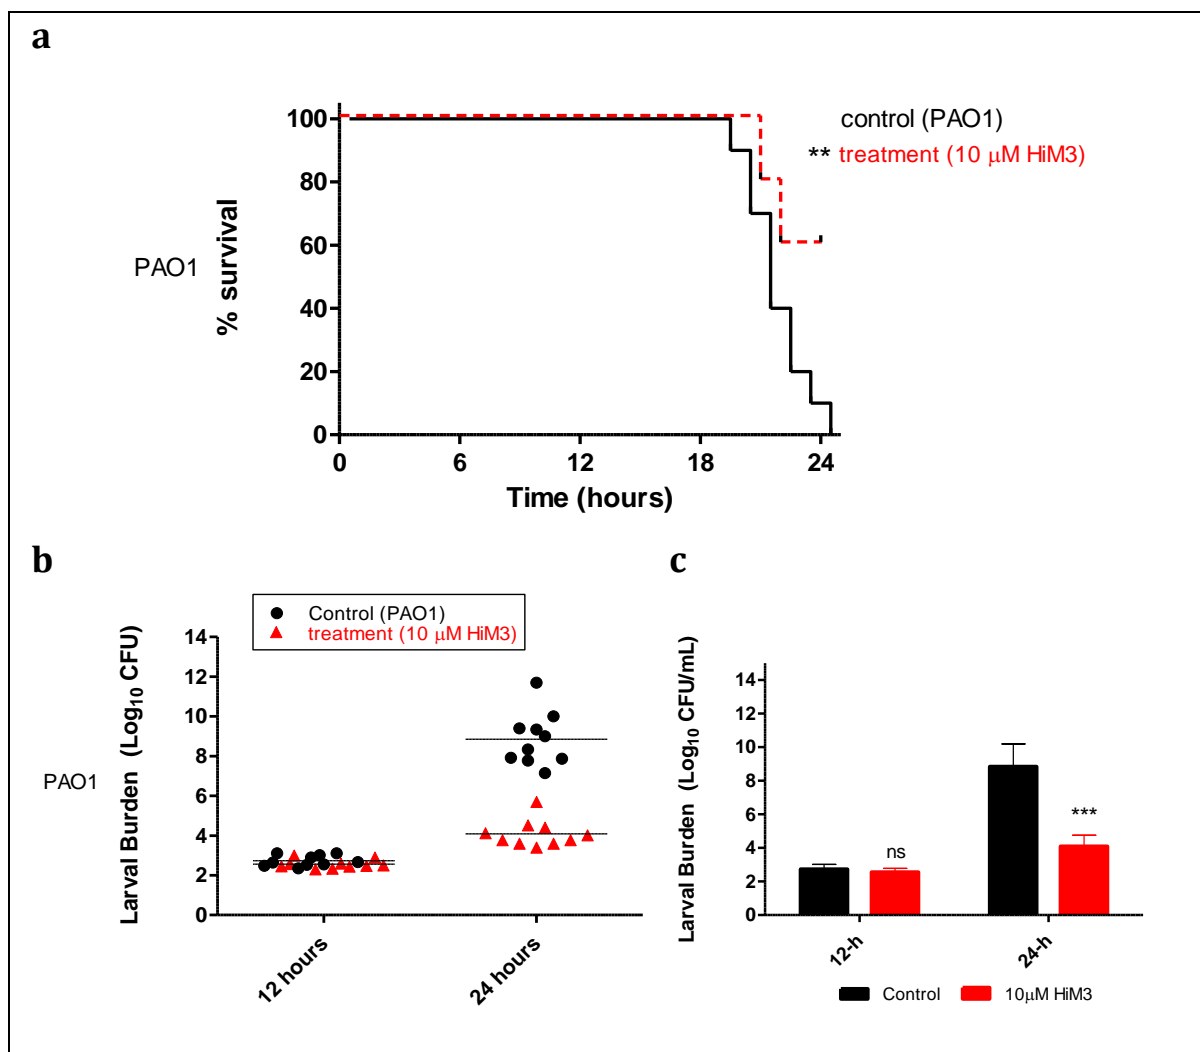 a
100
80
60
40
20
0
% survival
PAO1
0 6 12 18 24
Time (hours)
control (PAO1)
** treatment (10 μM HiM3)
b
Control (PAO1)
treatment (10 μM HiM3)
14
12
10
8
6
4
2
0
Larval Burden (Log10 CFU)
PAO1
12 hours
24 hours
c
14
12
10
8
6
4
2
0
Larval Burden (Log10 CFU/mL)
ns
***
12-h
24-h
Control 10μM HiM3